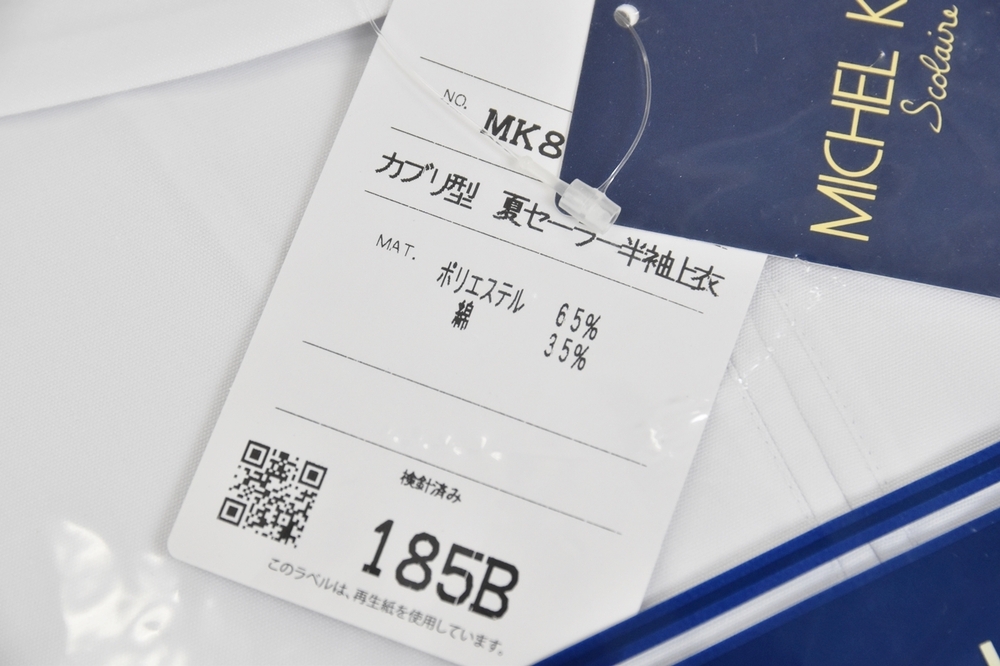 NO. MK8
カブリ型 夏セーラー半袖上衣
MAT. ポリエステル 65%
綿 35%
検針済み
185B
このラベルは、再生紙を使用しています。
MICHEL K
Scolaire